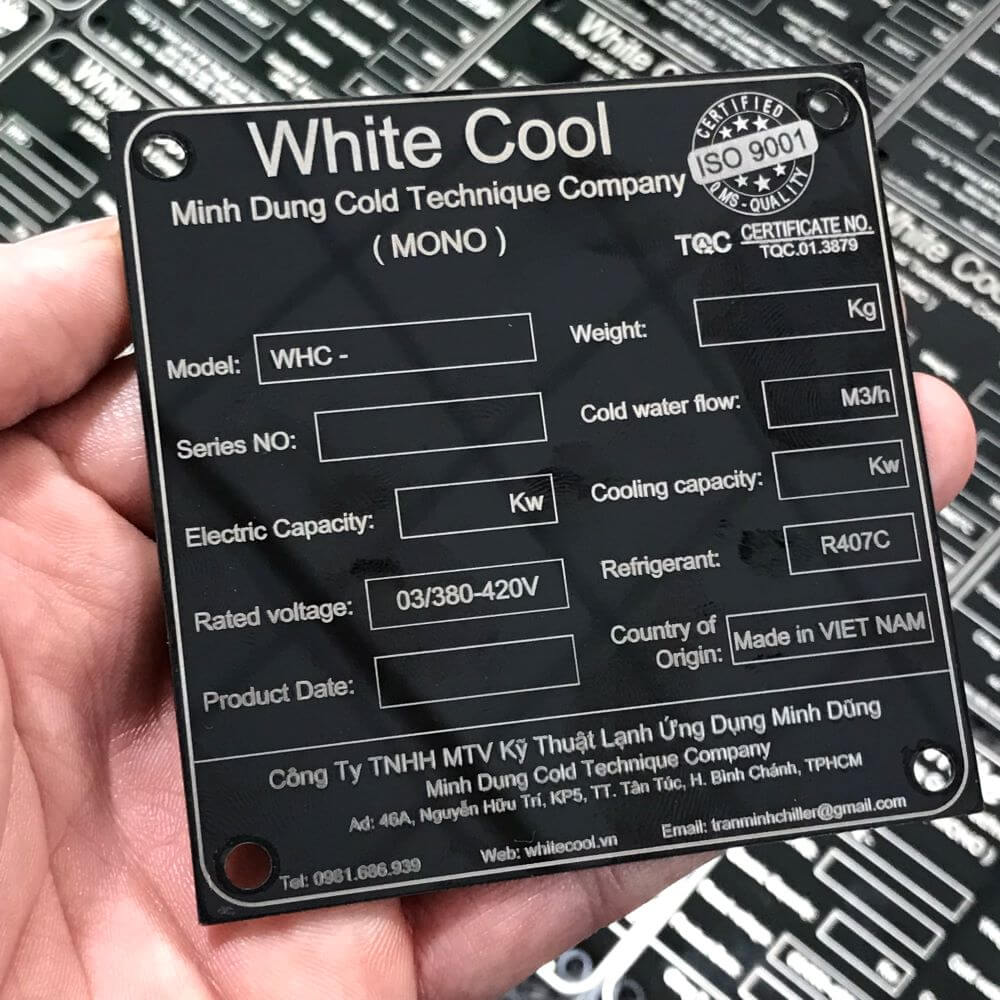 White Cool
Minh Dung Cold Technique Company
( MONO )
CERTIFIED
ISO 9001
QMS - QUALITY
TQC CERTIFICATE NO.
TQC.01.3879
Model: WHC -
Weight: Kg
Series NO:
Cold water flow: M3/h
Electric Capacity: Kw
Cooling capacity: Kw
Rated voltage: 03/380-420V
Refrigerant: R407C
Product Date:
Country of
Origin: Made in VIET NAM
Công Ty TNHH MTV Kỹ Thuật Lạnh Ứng Dụng Minh Dũng
Minh Dung Cold Technique Company
Ad: 46A, Nguyễn Hữu Trí, KP5, TT. Tân Túc, H. Bình Chánh, TPHCM
Tel: 0981.686.939
Web: whitecool.vn
Email: tranminhchiller@gmail.com
White Cool
White Cool